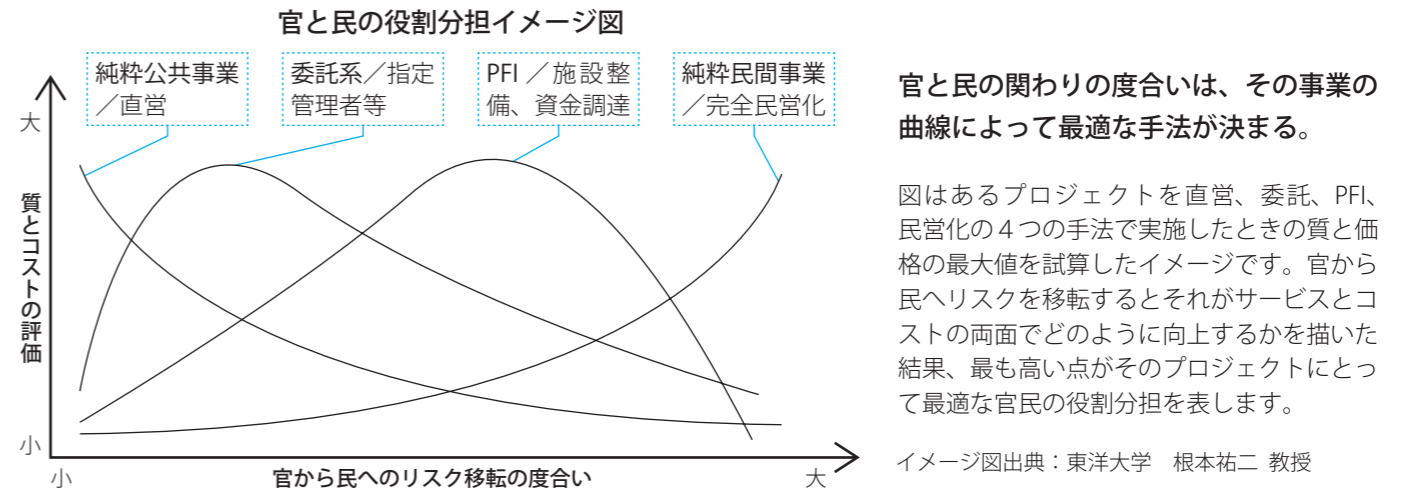 官と民の役割分担イメージ図
純粋公共事業
／直営
委託系／指定
管理者等
PFI ／施設整
備、資金調達
純粋民間事業
／完全民営化
大
質とコストの評価
小
小
官から民へのリスク移転の度合い
大
官と民の関わりの度合いは、その事業の
曲線によって最適な手法が決まる。
図はあるプロジェクトを直営、委託、PFI、
民営化の４つの手法で実施したときの質と価
格の最大値を試算したイメージです。官から
民へリスクを移転するとそれがサービスとコ
ストの両面でどのように向上するかを描いた
結果、最も高い点がそのプロジェクトにとっ
て最適な官民の役割分担を表します。
イメージ図出典：東洋大学　根本祐二 教授